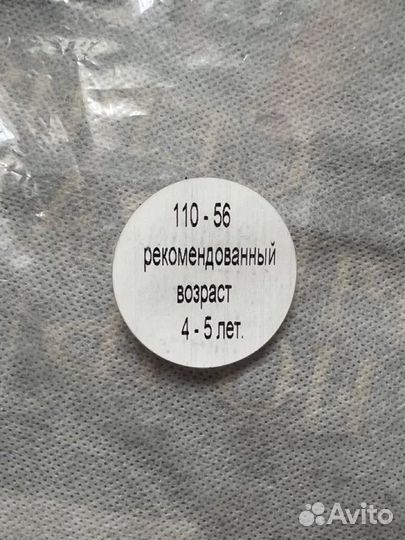 110 - 56
рекомендованный
возраст
4 - 5 лет.
Avito